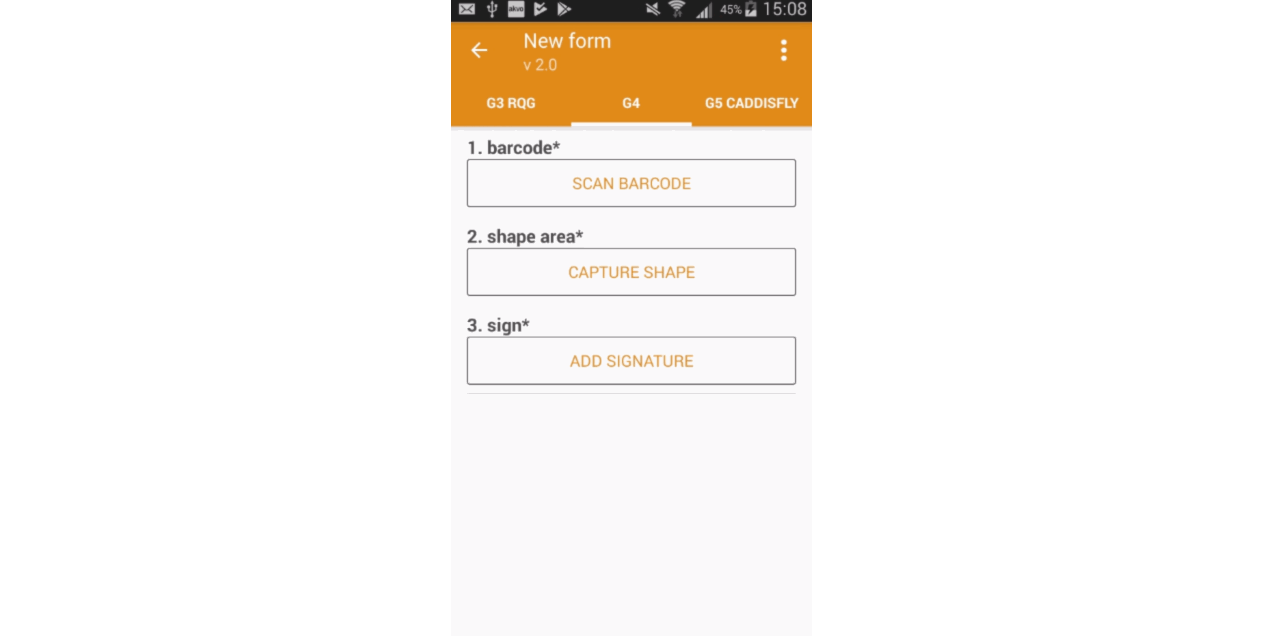 akvo 45% 15:08
New form
v 2.0
G3 RQG G4 G5 CADDISFLY
1. barcode*
SCAN BARCODE
2. shape area*
CAPTURE SHAPE
3. sign*
ADD SIGNATURE